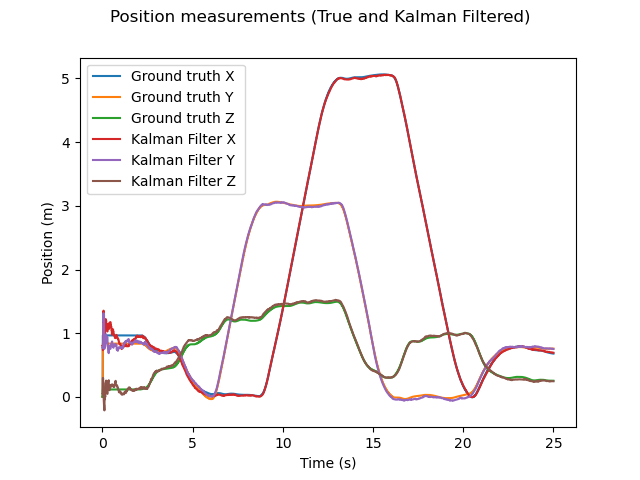 Position measurements (True and Kalman Filtered)
Ground truth X
Ground truth Y
Ground truth Z
Kalman Filter X
Kalman Filter Y
Kalman Filter Z
Position (m)
5
4
3
2
1
0
0 5 10 15 20 25
Time (s)